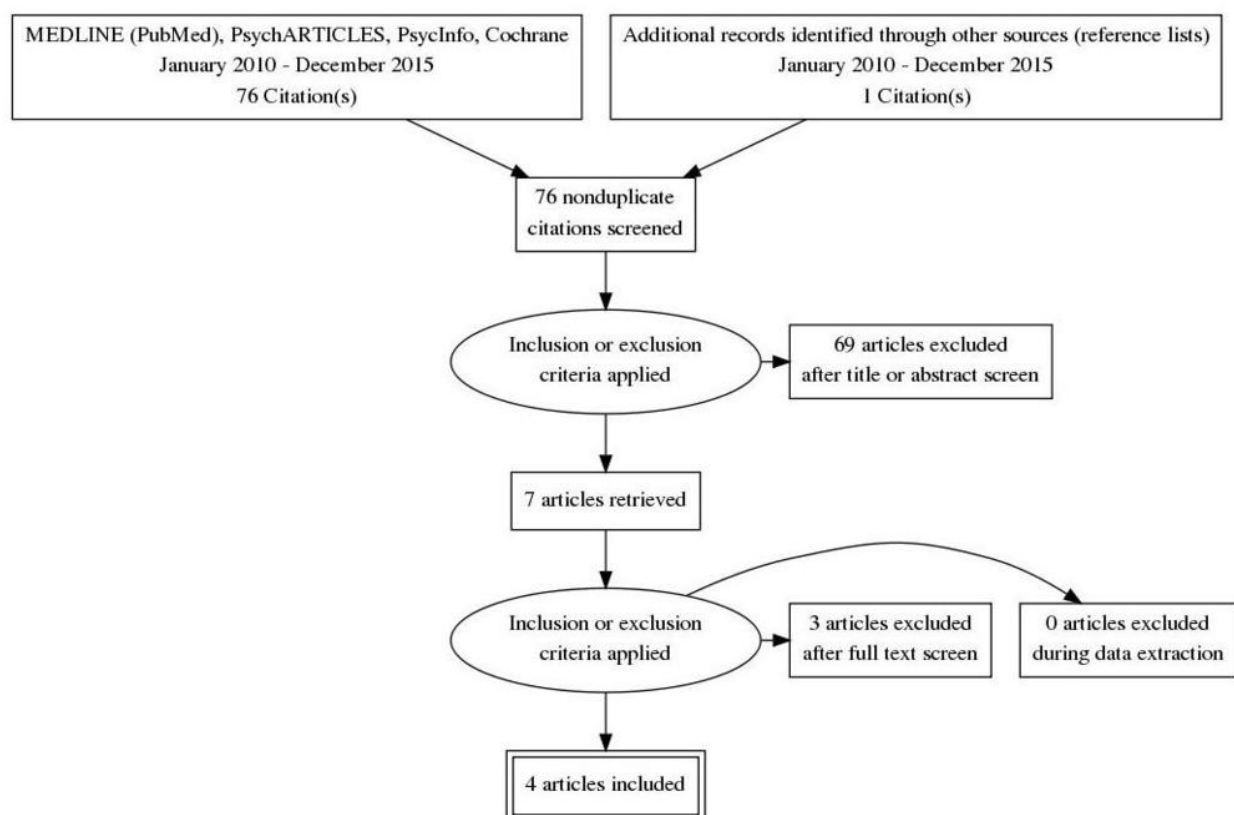 MEDLINE (PubMed), PsychARTICLES, PsycInfo, Cochrane
January 2010 - December 2015
76 Citation(s)
Additional records identified through other sources (reference lists)
January 2010 - December 2015
1 Citation(s)
76 nonduplicate
citations screened
Inclusion or exclusion
criteria applied
69 articles excluded
after title or abstract screen
7 articles retrieved
Inclusion or exclusion
criteria applied
3 articles excluded
after full text screen
0 articles excluded
during data extraction
4 articles included